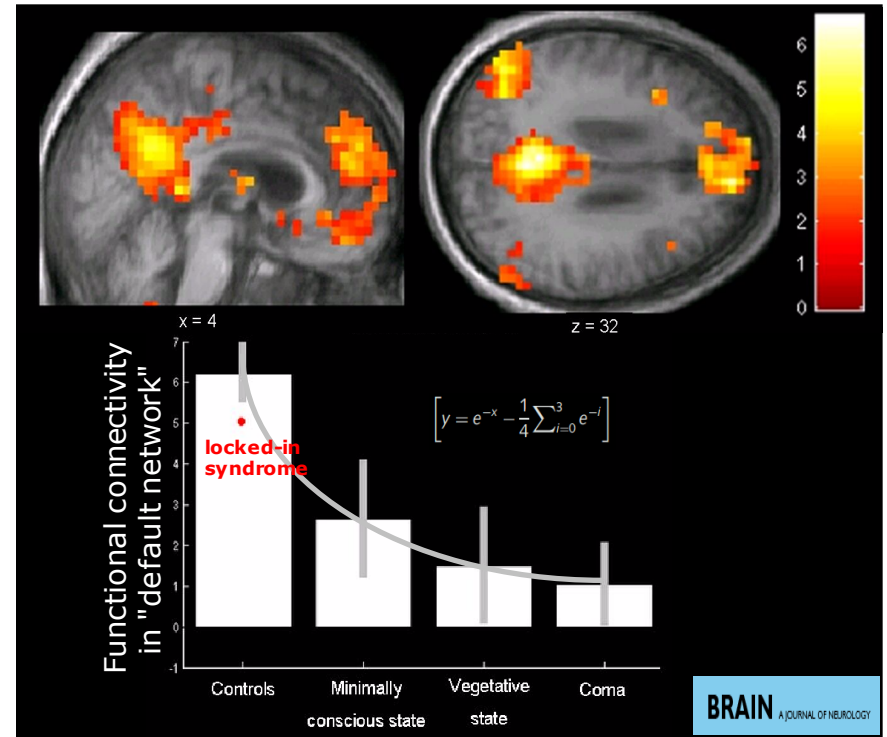 6
5
4
3
2
1
0
x = 4
z = 32
Functional connectivity
in "default network"
7
6
5
4
3
2
1
0
-1
locked-in
syndrome
[y = e^{-x} - \frac{1}{4} \sum_{i=0}^{3} e^{-i}]
Controls
Minimally
conscious state
Vegetative
state
Coma
BRAIN A JOURNAL OF NEUROLOGY